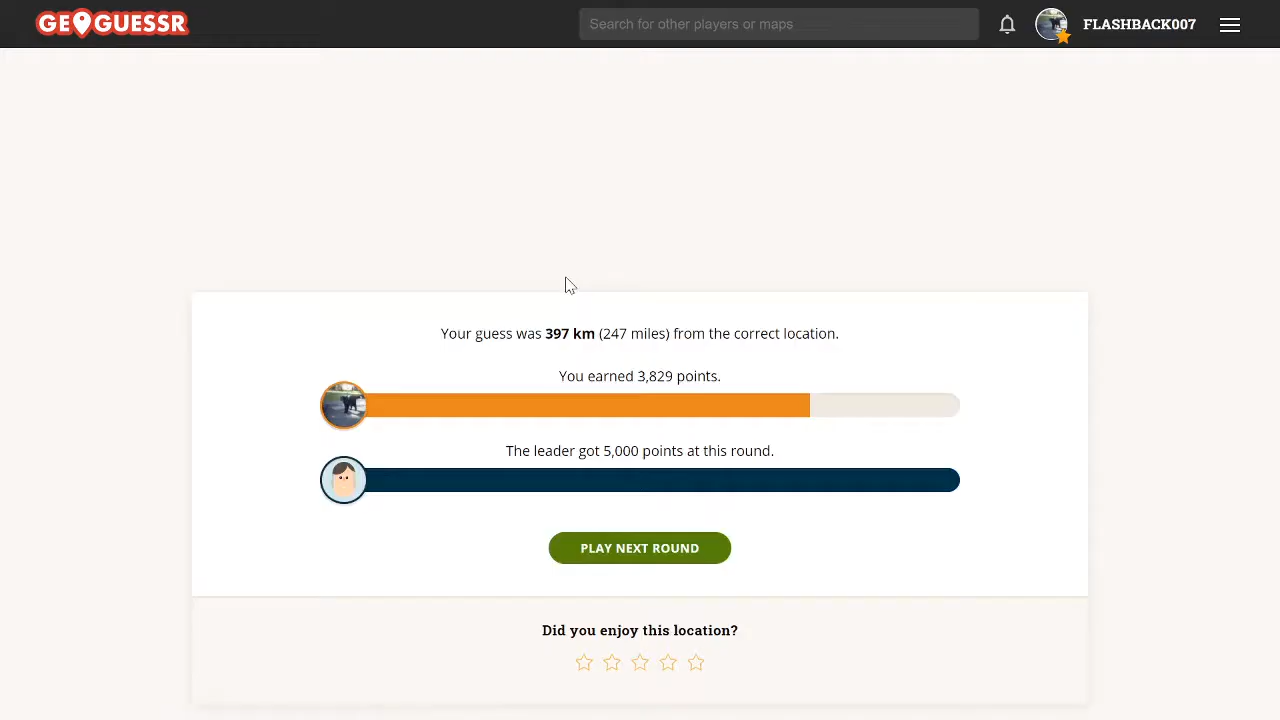 GEOGUESSR
Search for other players or maps
FLASHBACK007
Your guess was 397 km (247 miles) from the correct location.
You earned 3,829 points.
The leader got 5,000 points at this round.
PLAY NEXT ROUND
Did you enjoy this location?